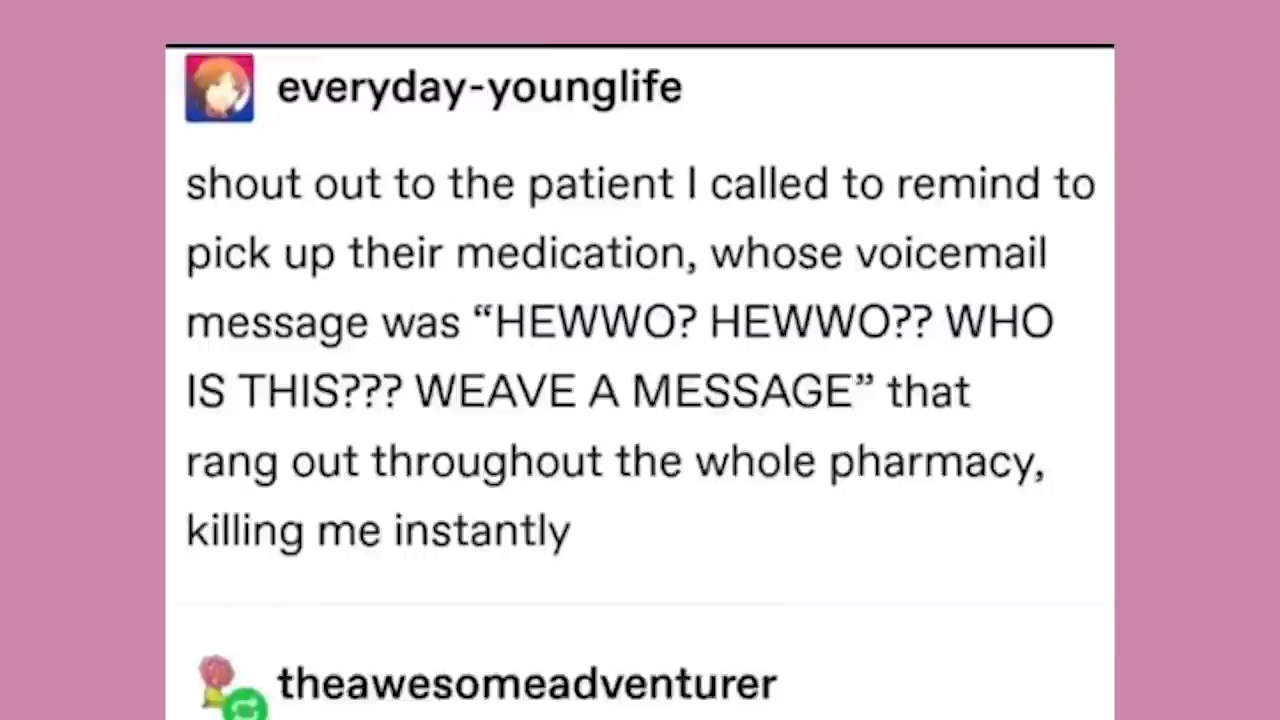 everyday-younglife
shout out to the patient I called to remind to
pick up their medication, whose voicemail
message was “HEWWO? HEWWO?? WHO
IS THIS??? WEAVE A MESSAGE” that
rang out throughout the whole pharmacy,
killing me instantly
theawesomeadventurer